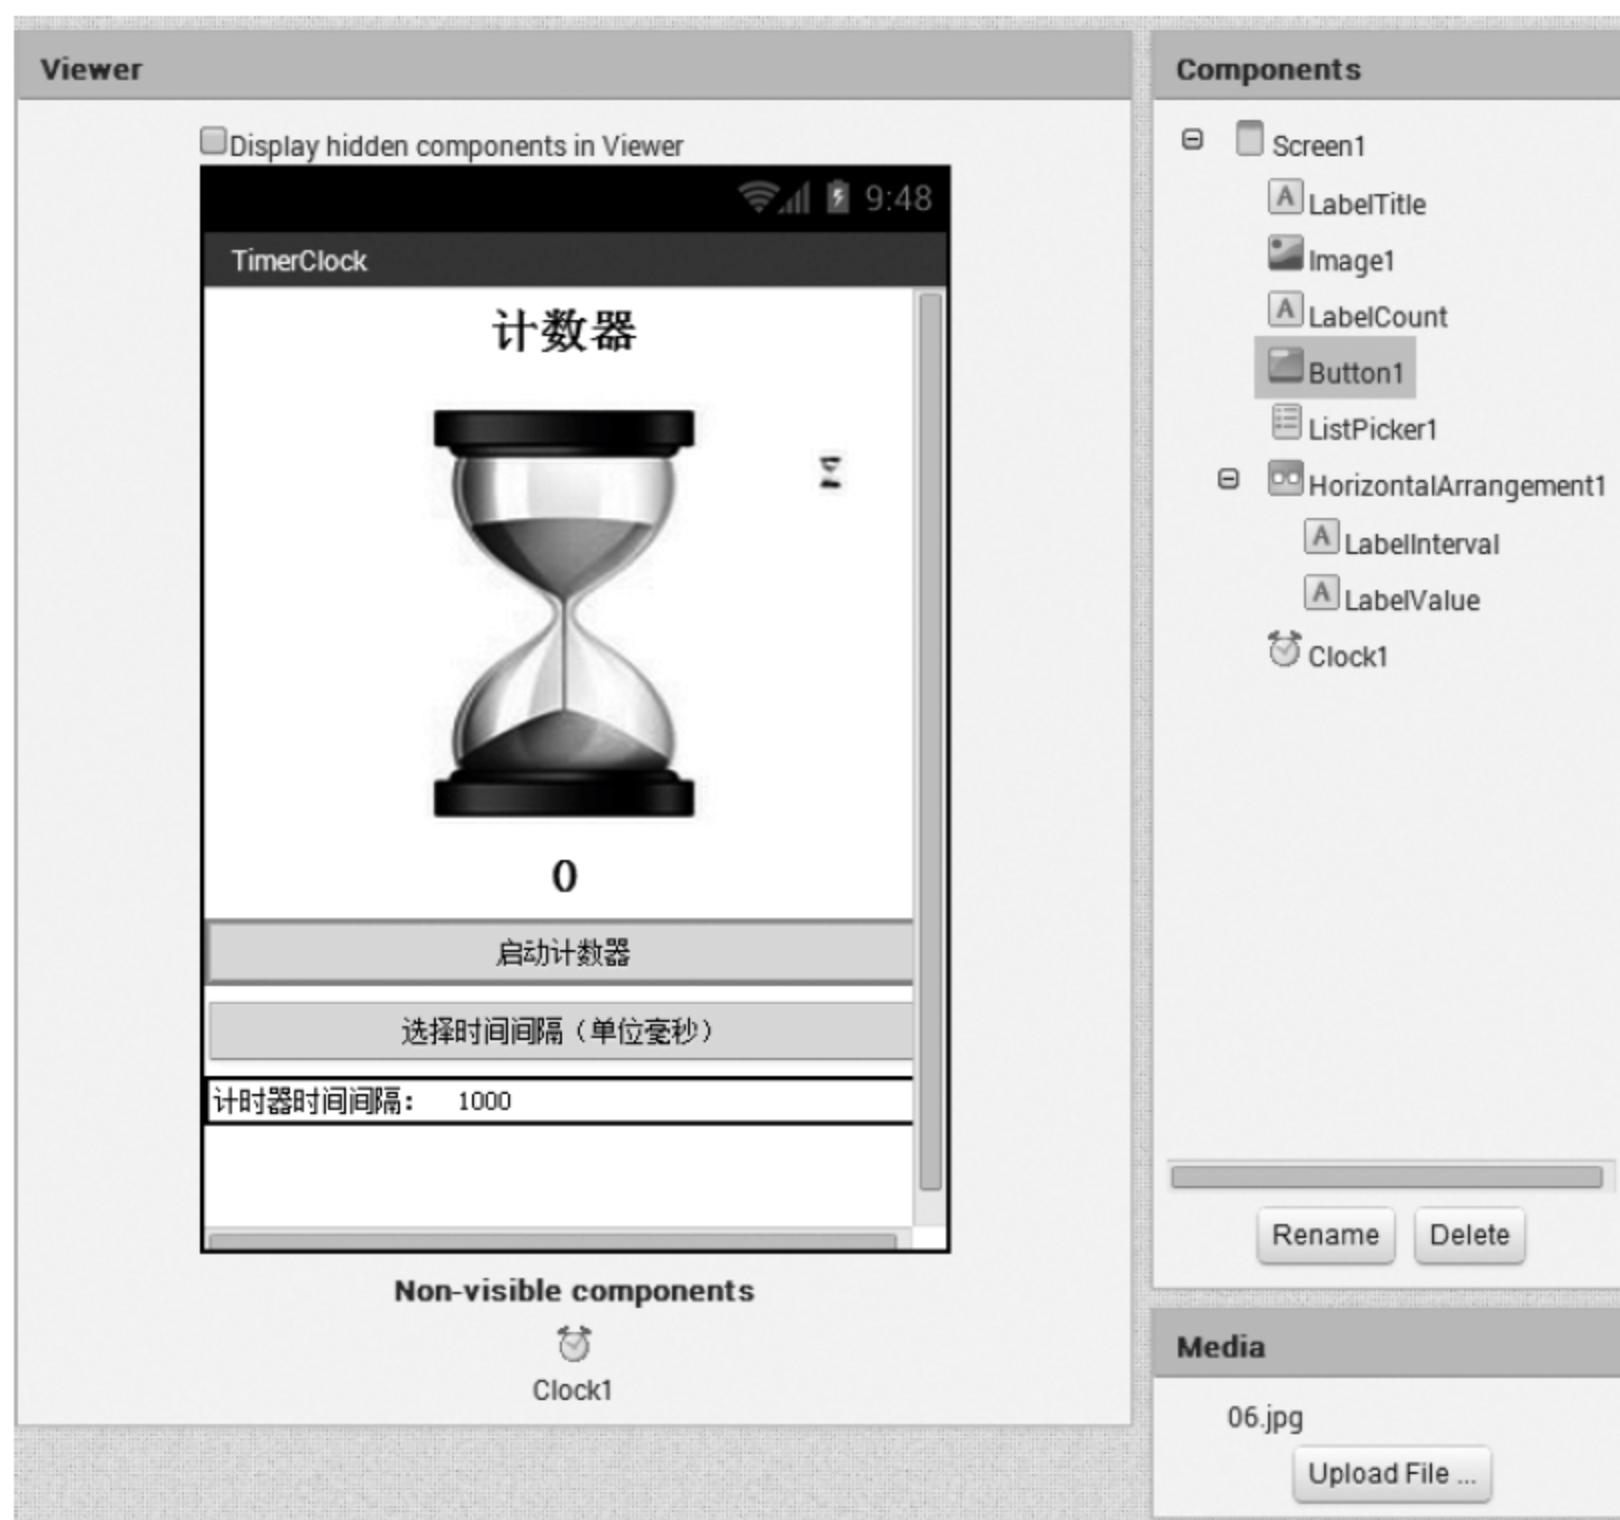 Viewer
Display hidden components in Viewer
9:48
TimerClock
计数器
0
启动计数器
选择时间间隔（单位毫秒）
计时器时间间隔： 1000
Non-visible components
Clock1
Components
Screen1
LabelTitle
Image1
LabelCount
Button1
ListPicker1
HorizontalArrangement1
LabelInterval
LabelValue
Clock1
Rename Delete
Media
06.jpg
Upload File ...